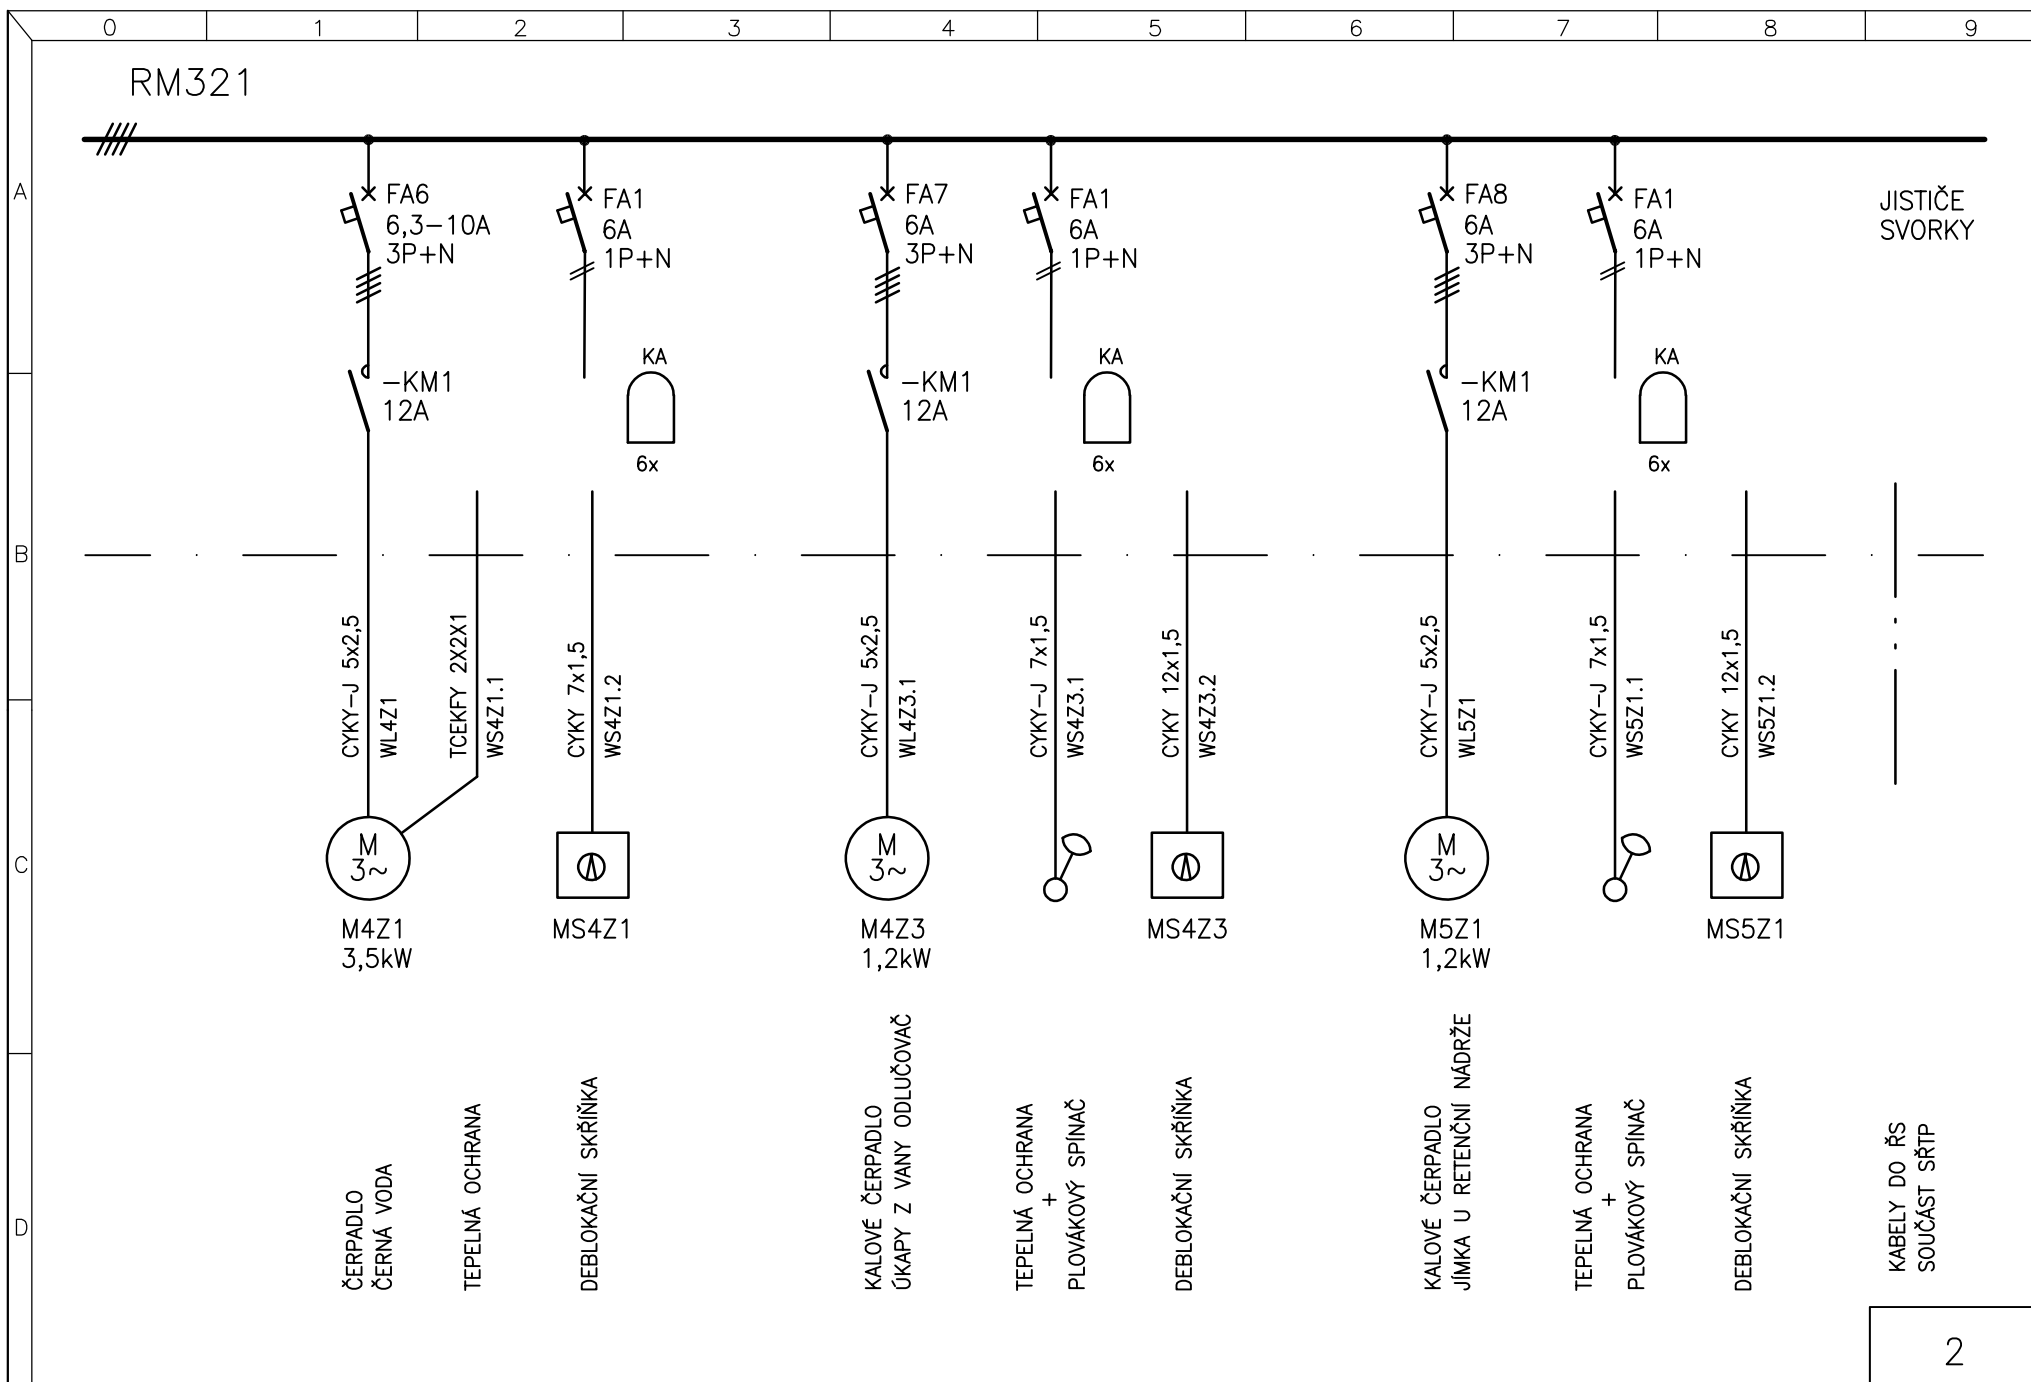 0 1 2 3 4 5 6 7 8 9
RM321
A
FA6
6,3-10A
3P+N
FA1
6A
1P+N
FA7
6A
3P+N
FA1
6A
1P+N
FA8
6A
3P+N
FA1
6A
1P+N
JISTIČE
SVORKY
-KM1
12A
KA
6x
-KM1
12A
KA
6x
-KM1
12A
KA
6x
B
CYKY-J 5x2,5
WL4Z1
TCEKFY 2X2X1
WS4Z1.1
CYKY 7x1,5
WS4Z1.2
CYKY-J 5x2,5
WL4Z3.1
CYKY-J 7x1,5
WS4Z3.1
CYKY 12x1,5
WS4Z3.2
CYKY-J 5x2,5
WL5Z1
CYKY-J 7x1,5
WS5Z1.1
CYKY 12x1,5
WS5Z1.2
C
M
3~
M4Z1
3,5kW
MS4Z1
M
3~
M4Z3
1,2kW
MS4Z3
M
3~
M5Z1
1,2kW
MS5Z1
D
ČERPADLO
ČERNÁ VODA
TEPELNÁ OCHRANA
DEBLOKAČNÍ SKŘÍŇKA
KALOVÉ ČERPADLO
ÚKAPY Z VANY ODLUČOVAČ
TEPELNÁ OCHRANA
+
PLOVÁKOVÝ SPÍNAČ
DEBLOKAČNÍ SKŘÍŇKA
KALOVÉ ČERPADLO
JÍMKA U RETENČNÍ NÁDRŽE
TEPELNÁ OCHRANA
+
PLOVÁKOVÝ SPÍNAČ
DEBLOKAČNÍ SKŘÍŇKA
KABELY DO ŘS
SOUČÁST SŘTP
2